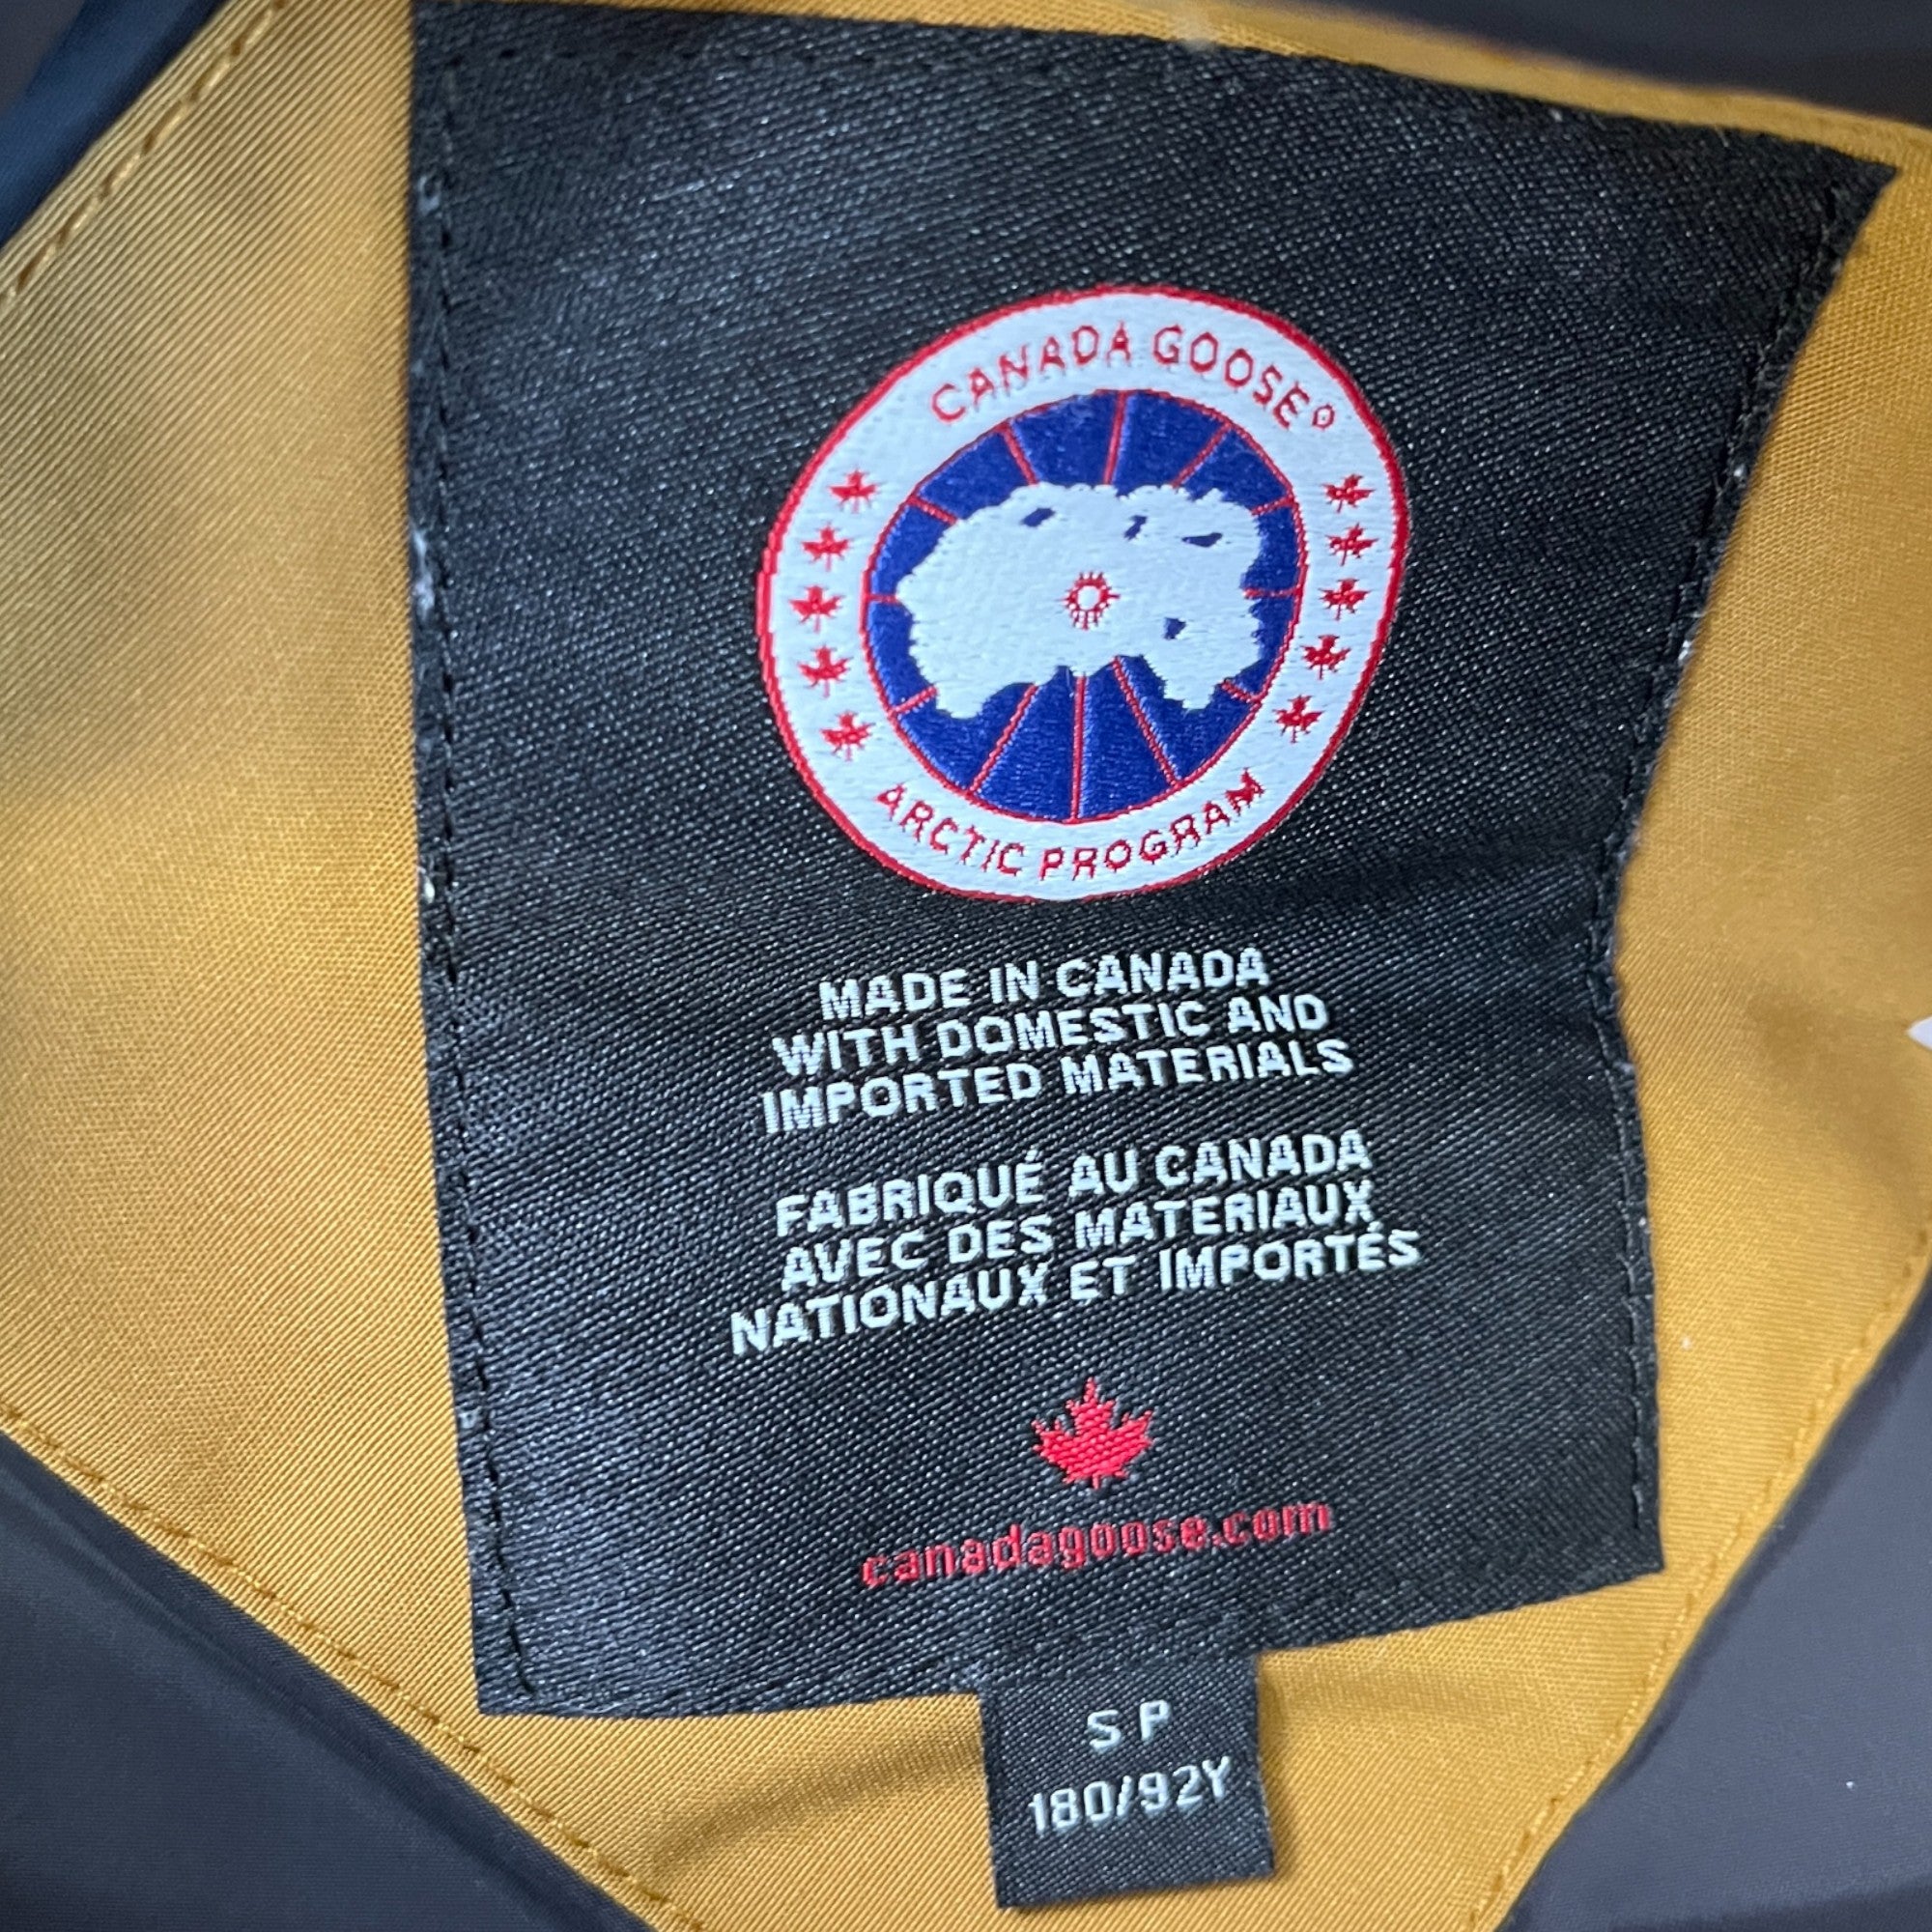 CANADA GOOSE®
ARCTIC PROGRAM
MADE IN CANADA
WITH DOMESTIC AND
IMPORTED MATERIALS
FABRIQUÉ AU CANADA
AVEC DES MATERIAUX
NATIONAUX ET IMPORTÉS
canadagoose.com
S P
180/92Y